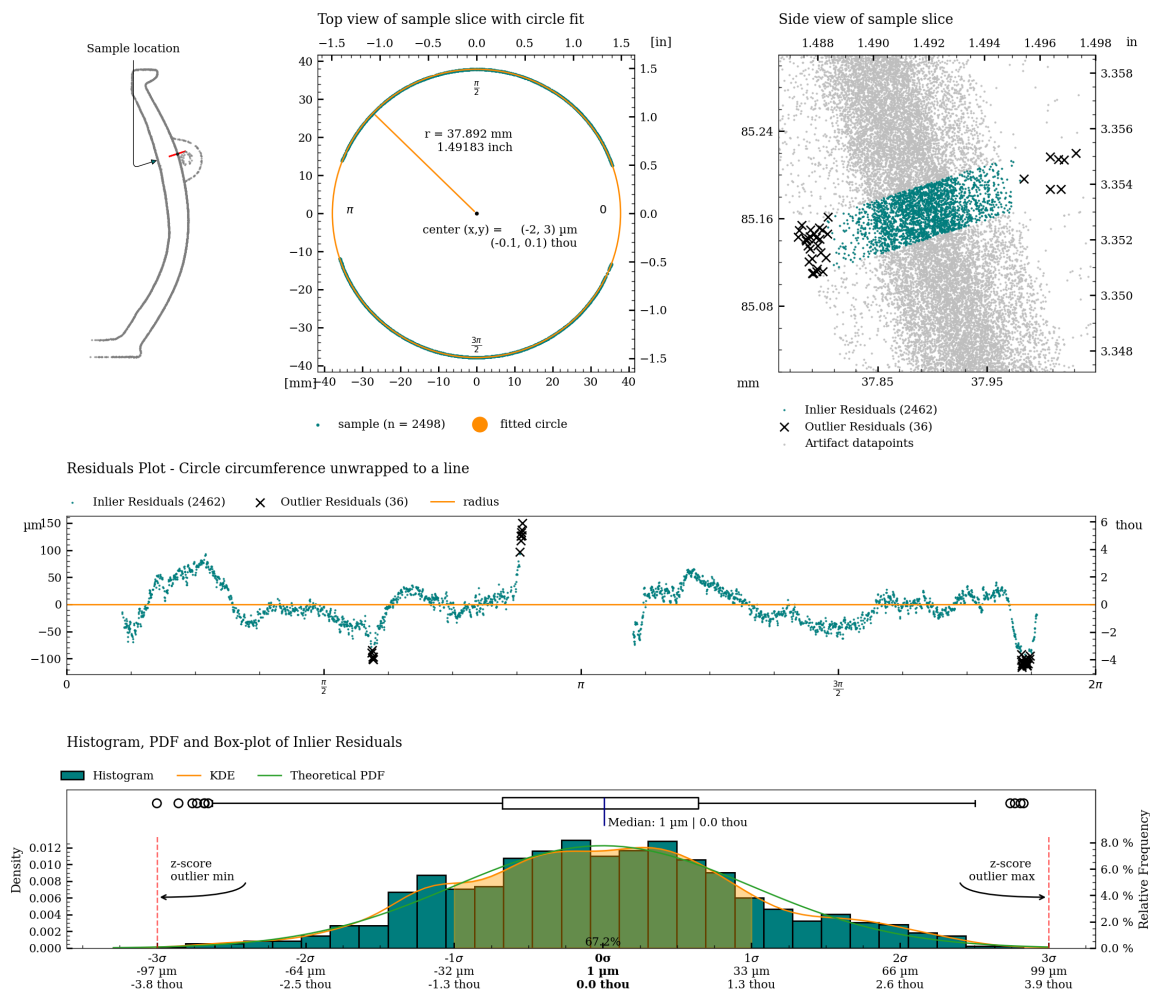 Sample location
Top view of sample slice with circle fit
−1.5 −1.0 −0.5 0.0 0.5 1.0 1.5 [in]
40
30
20
10
0
−10
−20
−30
−40
1.5
1.0
0.5
0.0
−0.5
−1.0
−1.5
π/2
r = 37.892 mm
1.49183 inch
π
0
center (x,y) = (-2, 3) µm
(-0.1, 0.1) thou
3π/2
[mm] −40 −30 −20 −10 0 10 20 30 40
sample (n = 2498) fitted circle
Side view of sample slice
1.488 1.490 1.492 1.494 1.496 1.498 in
85.24
85.16
85.08
3.358
3.356
3.354
3.352
3.350
3.348
mm 37.85 37.95
Inlier Residuals (2462)
Outlier Residuals (36)
Artifact datapoints
Residuals Plot - Circle circumference unwrapped to a line
Inlier Residuals (2462) Outlier Residuals (36) radius
µm
150
100
50
0
−50
−100
6 thou
4
2
0
−2
−4
0 π/2 π 3π/2 2π
Histogram, PDF and Box-plot of Inlier Residuals
Histogram KDE Theoretical PDF
Median: 1 µm | 0.0 thou
Density
0.012
0.010
0.008
0.006
0.004
0.002
0.000
z-score
outlier min
z-score
outlier max
67.2%
8.0 %
6.0 %
4.0 %
2.0 %
0.0 %
Relative Frequency
-3σ -2σ -1σ 0σ 1σ 2σ 3σ
-97 µm -64 µm -32 µm 1 µm 33 µm 66 µm 99 µm
-3.8 thou -2.5 thou -1.3 thou 0.0 thou 1.3 thou 2.6 thou 3.9 thou